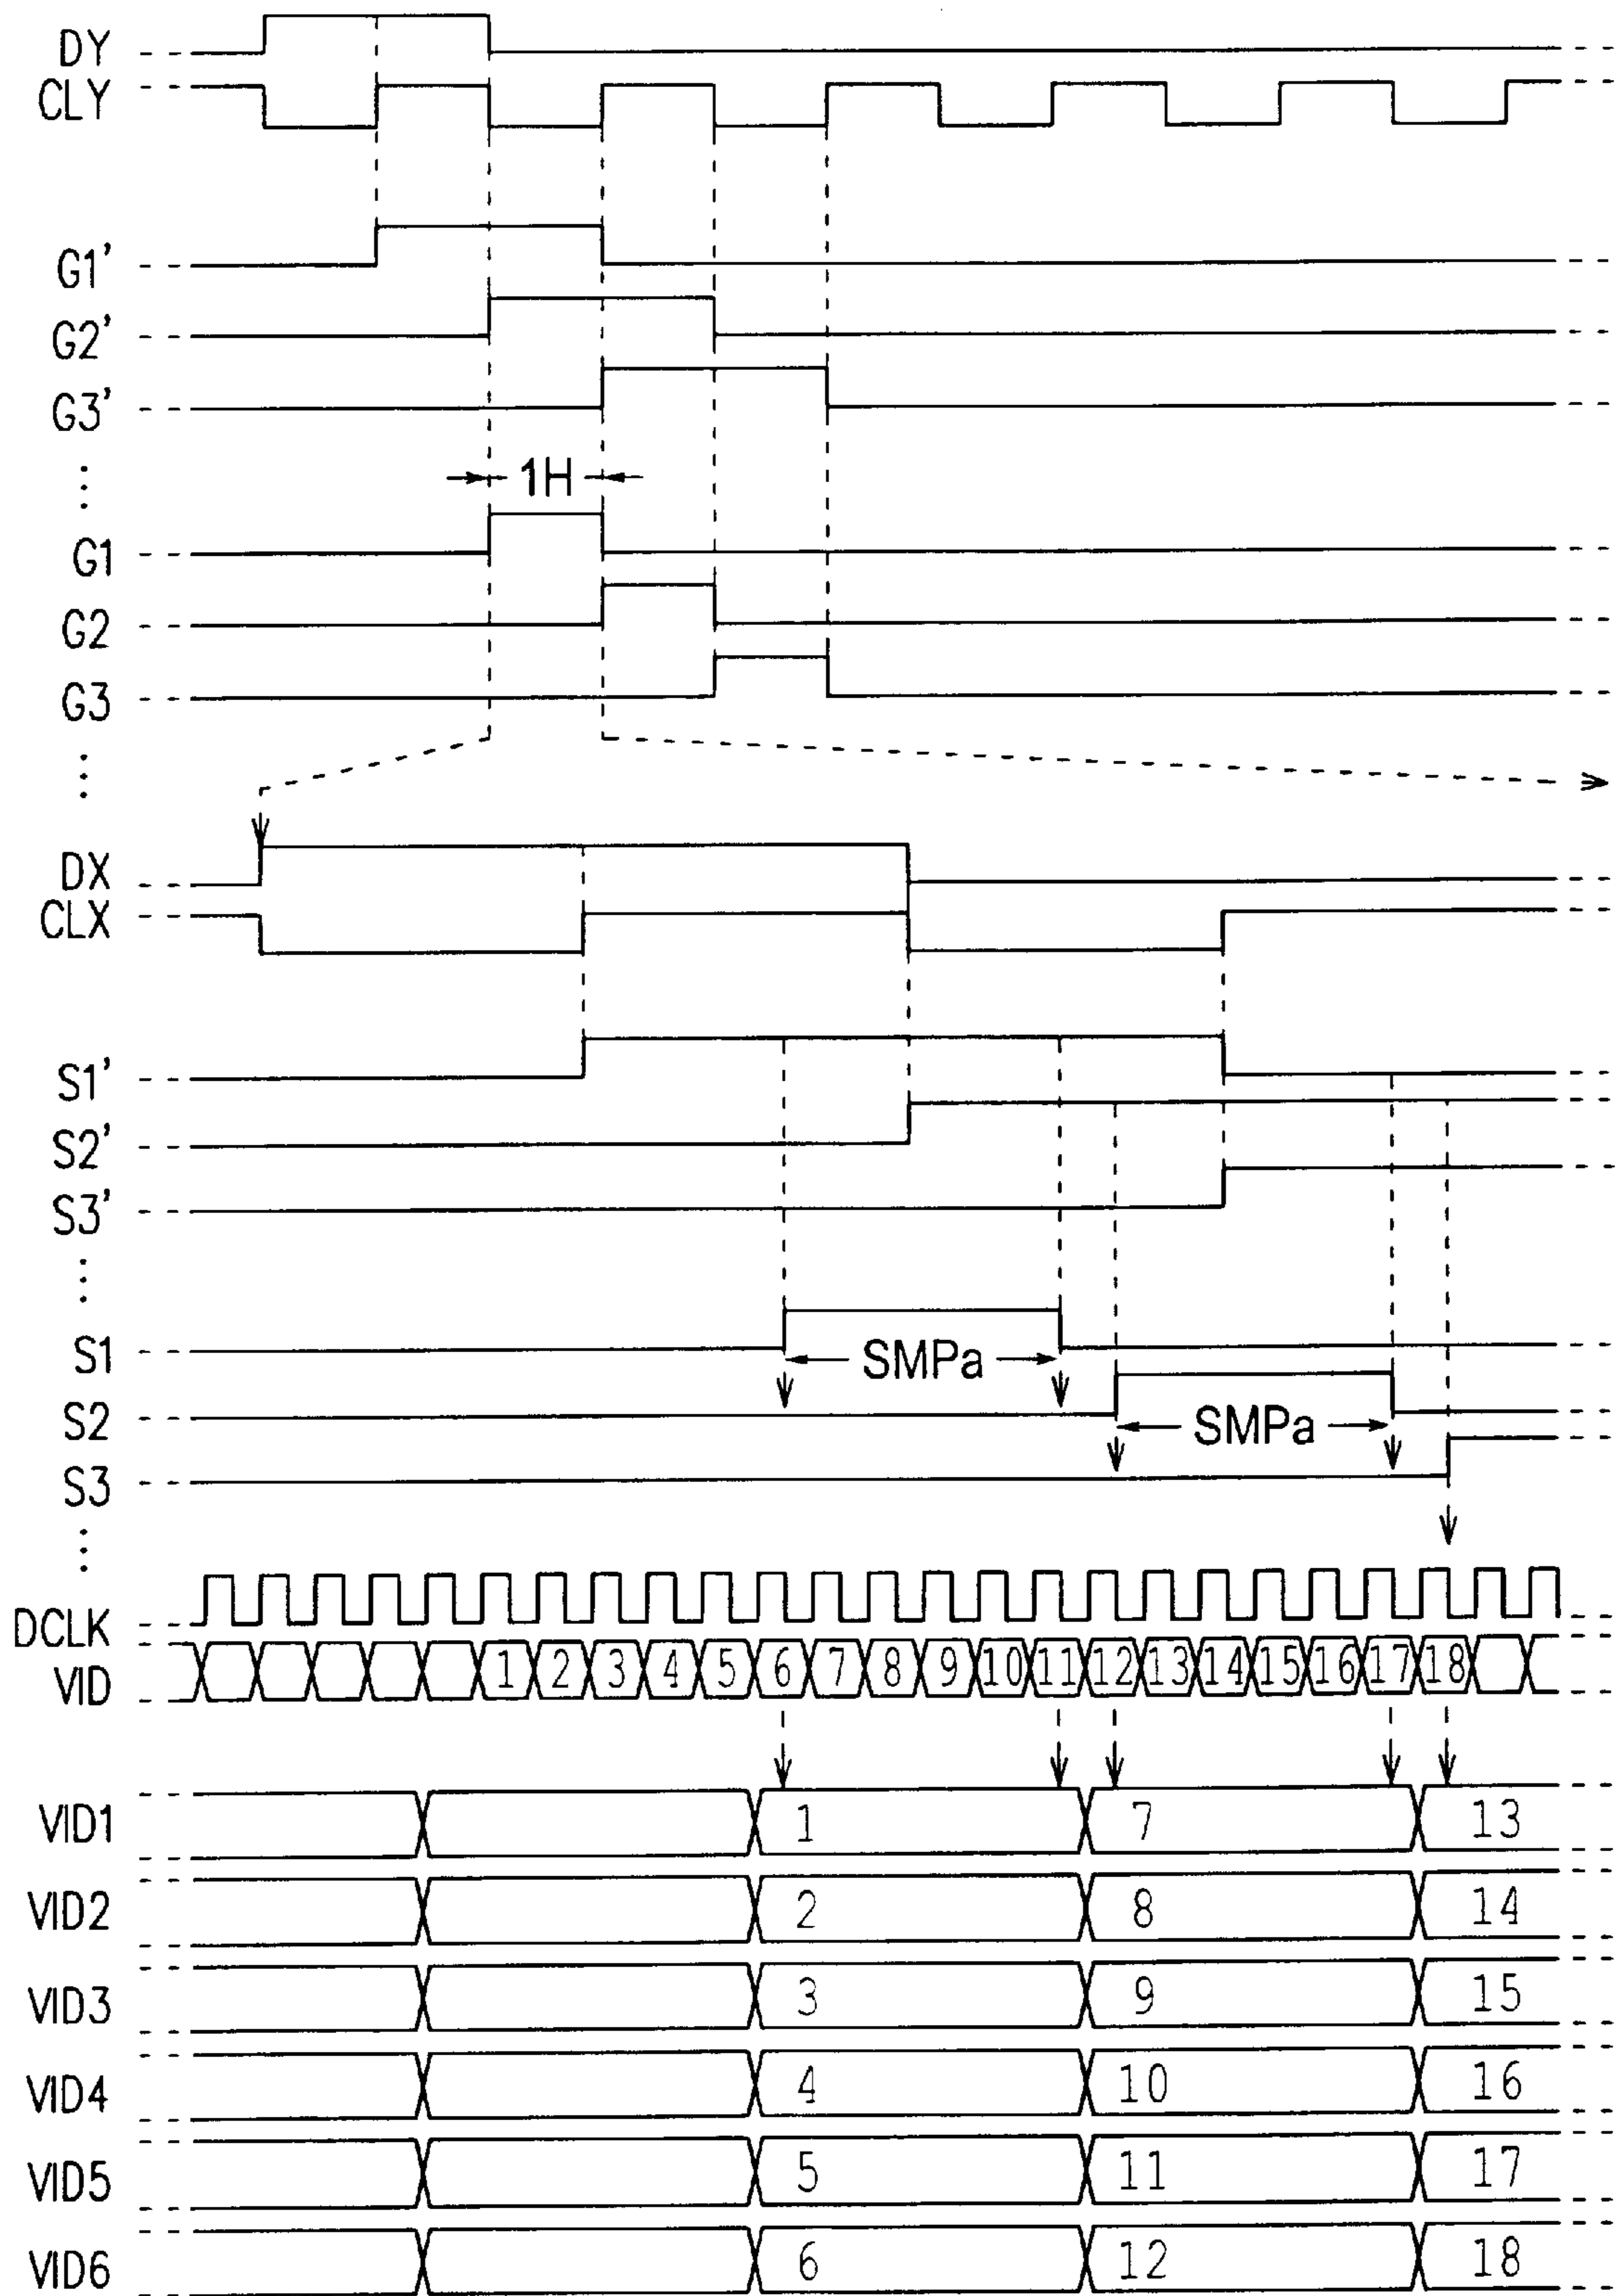 DY
CLY
G1'
G2'
G3'
⋮ 1H
G1
G2
G3
⋮
DX
CLX
S1'
S2'
S3'
⋮
S1 SMPa
S2 SMPa
S3
⋮
DCLK
VID 1 2 3 4 5 6 7 8 9 10 11 12 13 14 15 16 17 18
VID1 1 7 13
VID2 2 8 14
VID3 3 9 15
VID4 4 10 16
VID5 5 11 17
VID6 6 12 18